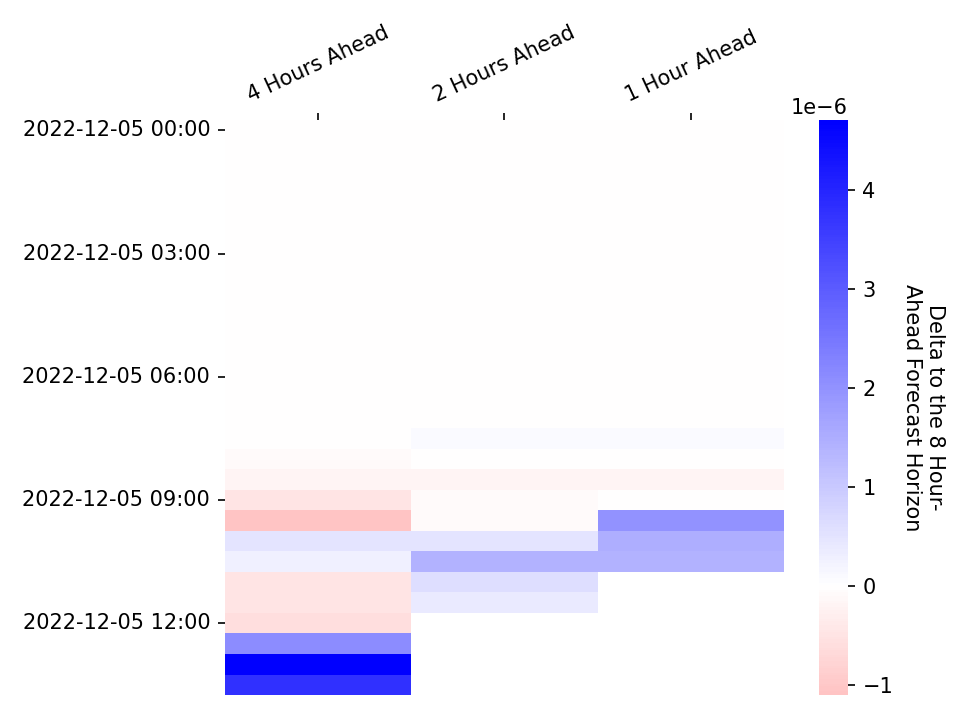 4 Hours Ahead
2 Hours Ahead
1 Hour Ahead
1e−6
2022-12-05 00:00
2022-12-05 03:00
2022-12-05 06:00
2022-12-05 09:00
2022-12-05 12:00
4
3
2
1
0
−1
Delta to the 8 Hour-
Ahead Forecast Horizon